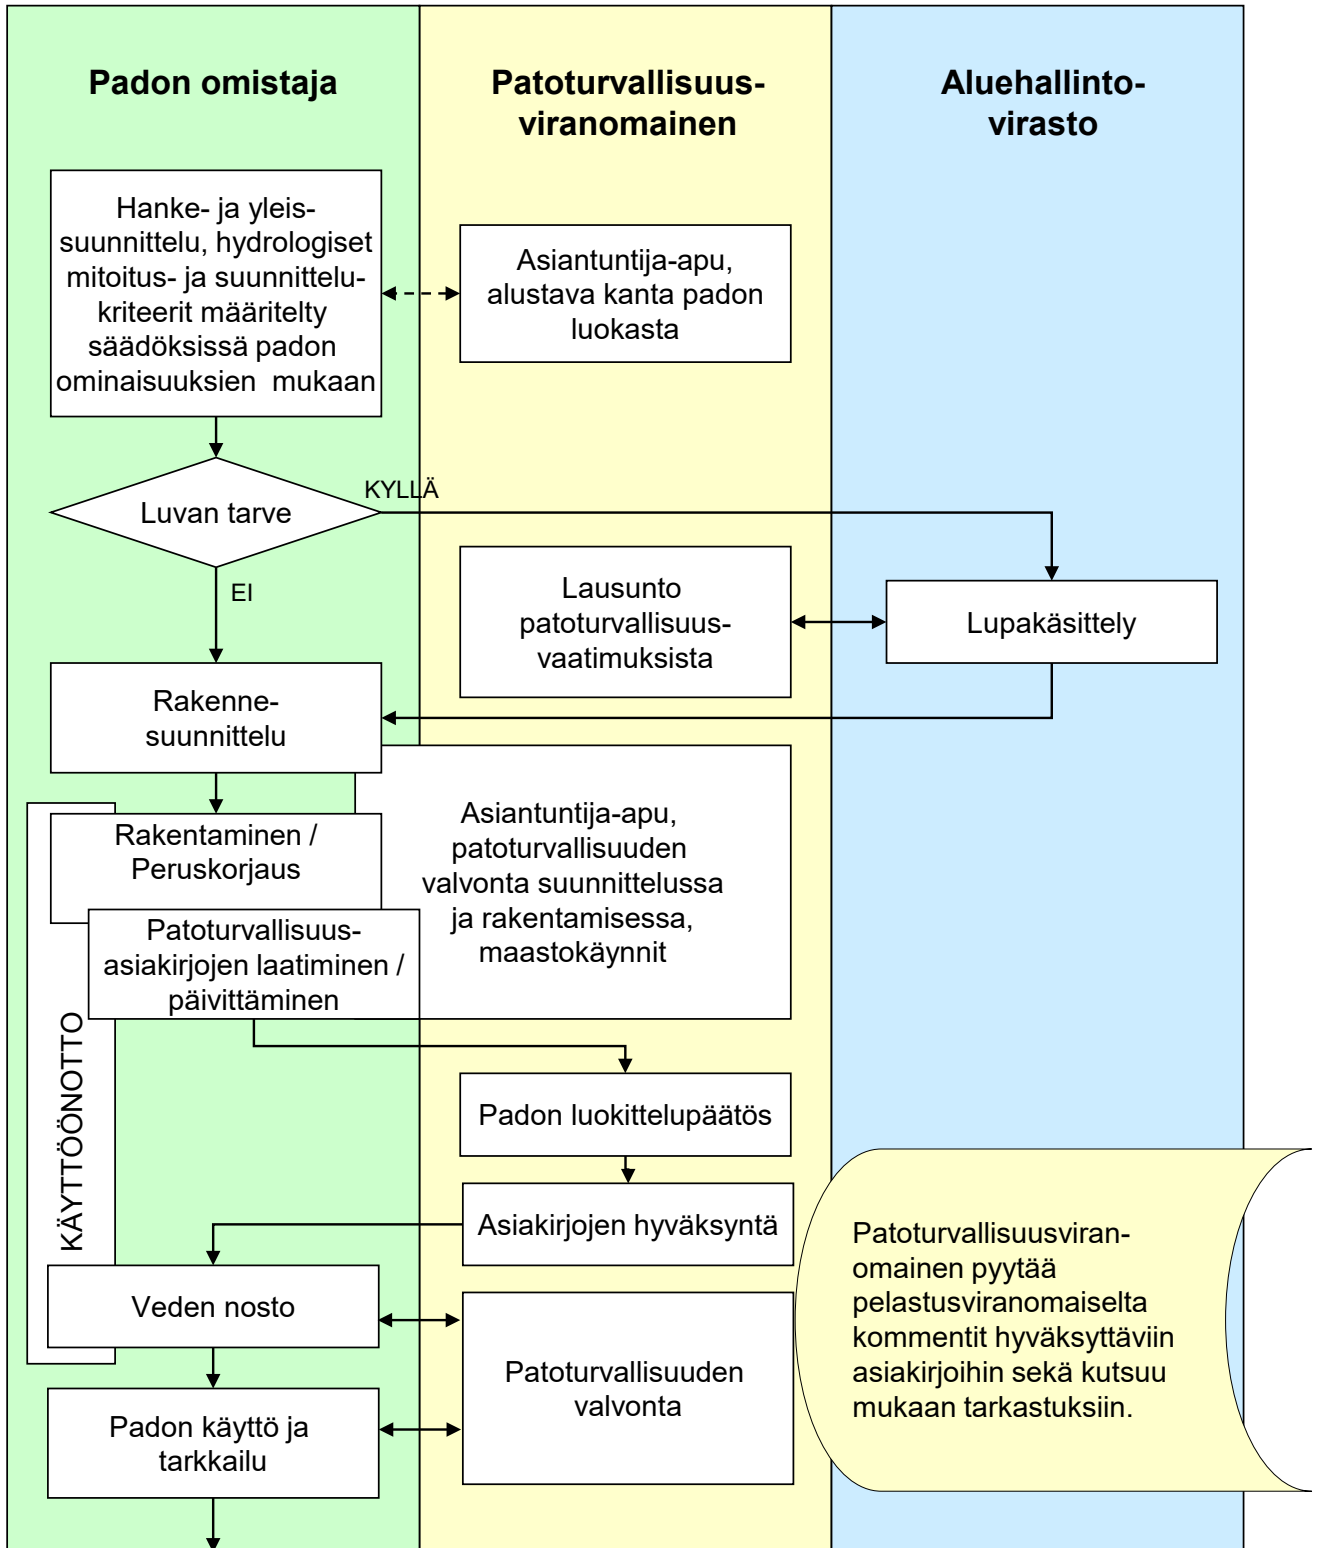 Padon omistaja
Patoturvallisuus-
viranomainen
Aluehallinto-
virasto
Hanke- ja yleis-
suunnittelu, hydrologiset
mitoitus- ja suunnittelu-
kriteerit määritelty
säädöksissä padon
ominaisuuksien mukaan
Asiantuntija-apu,
alustava kanta padon
luokasta
Luvan tarve
KYLLÄ
EI
Lausunto
patoturvallisuus-
vaatimuksista
Lupakäsittely
Rakenne-
suunnittelu
Rakentaminen /
Peruskorjaus
Asiantuntija-apu,
patoturvallisuuden
valvonta suunnittelussa
ja rakentamisessa,
maastokäynnit
Patoturvallisuus-
asiakirjojen laatiminen /
päivittäminen
KÄYTTÖÖNOTTO
Padon luokittelupäätös
Asiakirjojen hyväksyntä
Veden nosto
Patoturvallisuuden
valvonta
Padon käyttö ja
tarkkailu
Patoturvallisuusviran-
omainen pyytää
pelastusviranomaiselta
kommentit hyväksyttäviin
asiakirjoihin sekä kutsuu
mukaan tarkastuksiin.